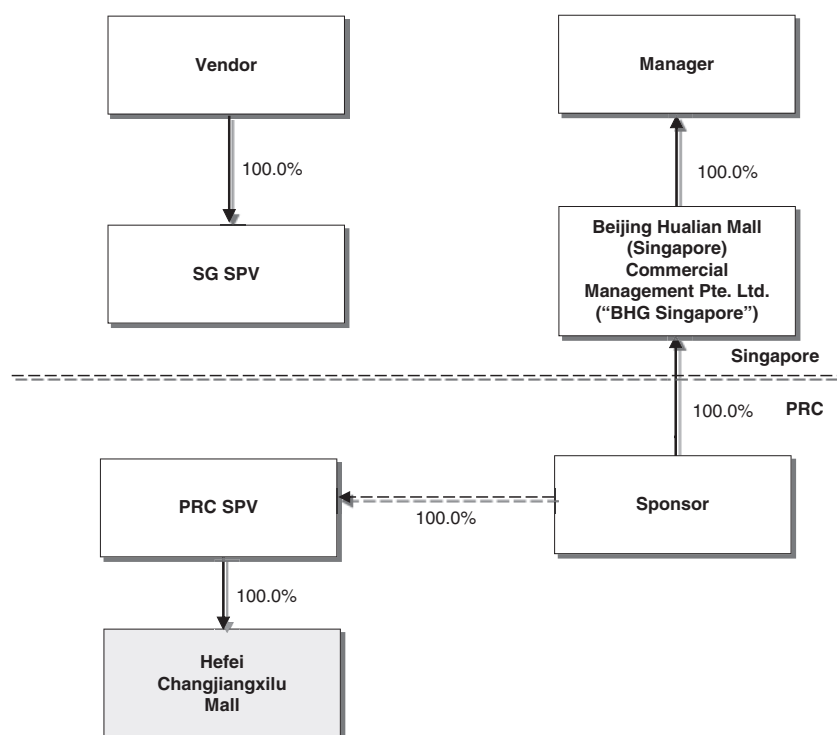 Vendor
Manager
100.0%
100.0%
SG SPV
Beijing Hualian Mall
(Singapore)
Commercial
Management Pte. Ltd.
(“BHG Singapore”)
Singapore
100.0%
PRC
PRC SPV
100.0%
Sponsor
100.0%
Hefei
Changjiangxilu
Mall